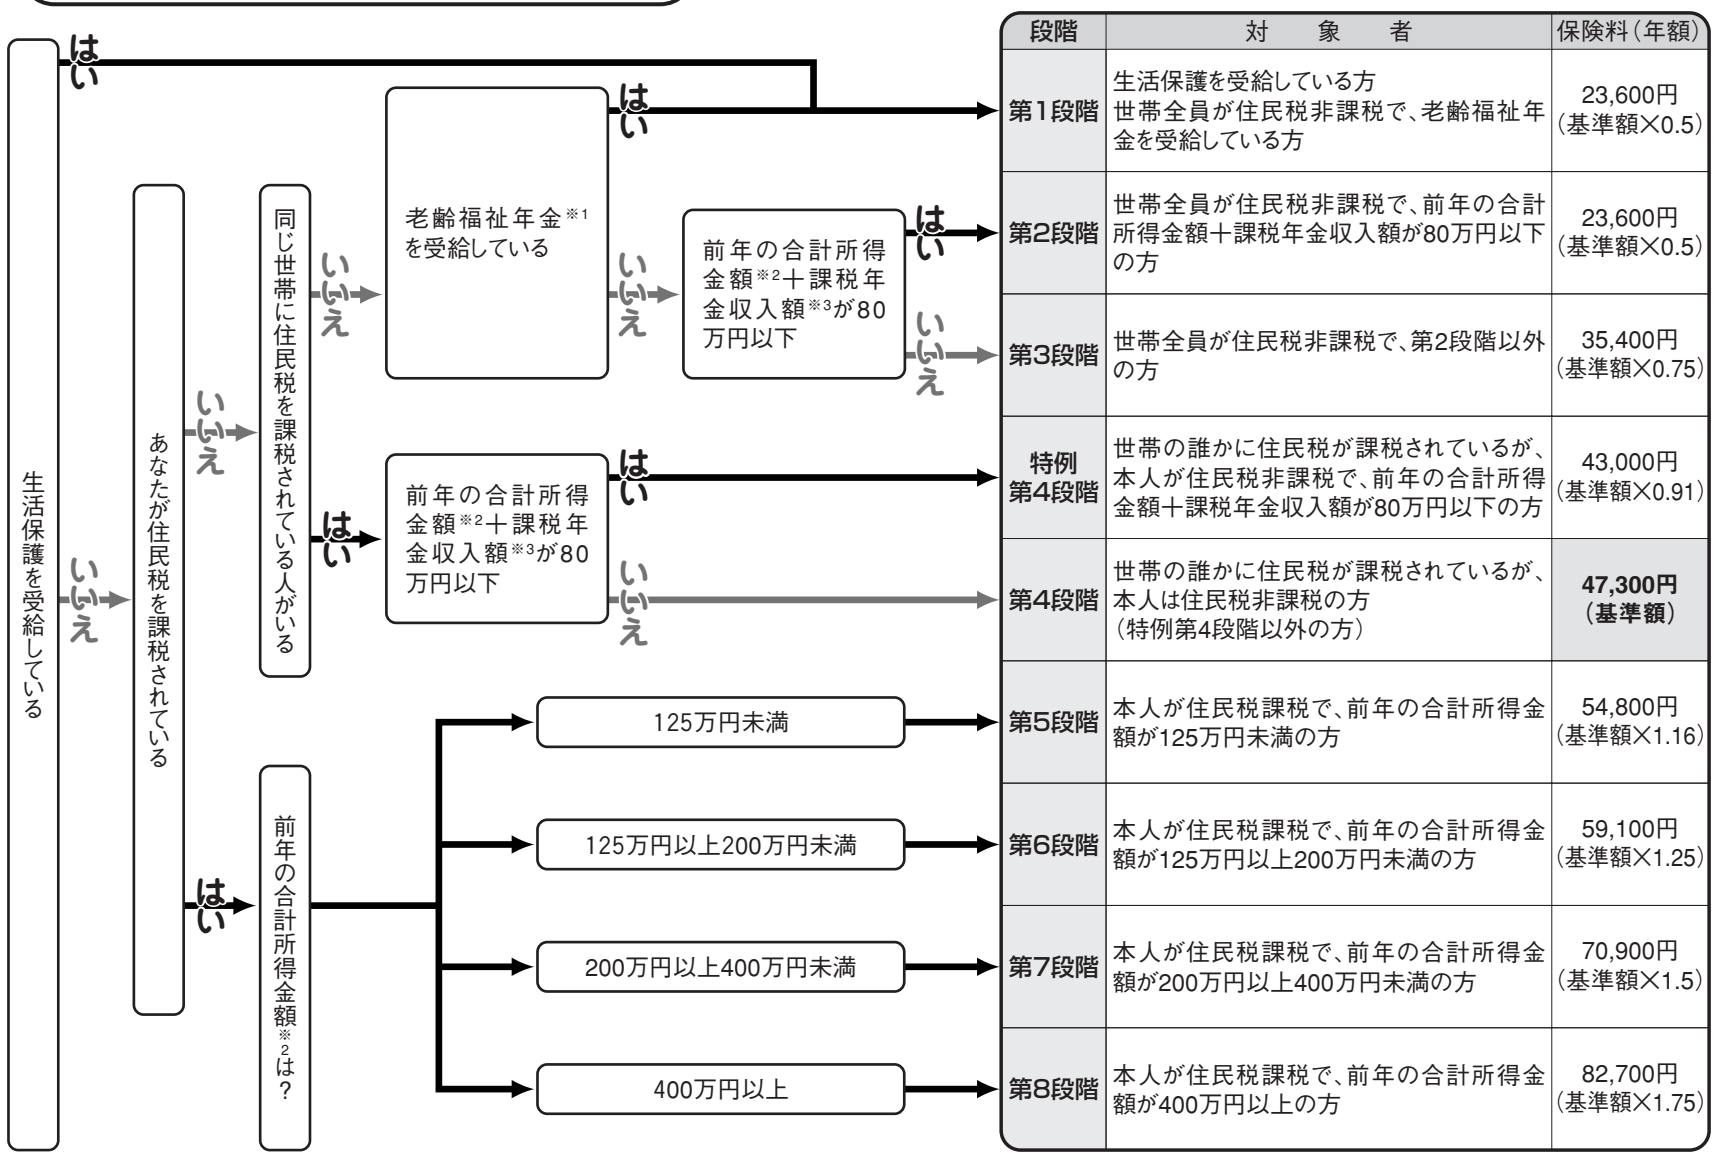 生活保護を受給している
はい
いいえ
あなたが住民税を課税されている
いいえ
はい
同じ世帯に住民税を課税されている人がいる
いいえ
はい
老齢福祉年金※1
を受給している
はい
いいえ
前年の合計所得
金額※2＋課税年
金収入額※3が80
万円以下
はい
いいえ
前年の合計所得
金額※2＋課税年
金収入額※3が80
万円以下
はい
いいえ
前年の合計所得金額※2は？
125万円未満
125万円以上200万円未満
200万円以上400万円未満
400万円以上
段階 対象者 保険料（年額）
第1段階
生活保護を受給している方
世帯全員が住民税非課税で、老齢福祉年
金を受給している方
23,600円
（基準額×0.5）
第2段階
世帯全員が住民税非課税で、前年の合計
所得金額＋課税年金収入額が80万円以下
の方
23,600円
（基準額×0.5）
第3段階
世帯全員が住民税非課税で、第2段階以外
の方
35,400円
（基準額×0.75）
特例
第4段階
世帯の誰かに住民税が課税されているが、
本人が住民税非課税で、前年の合計所得
金額＋課税年金収入額が80万円以下の方
43,000円
（基準額×0.91）
第4段階
世帯の誰かに住民税が課税されているが、
本人は住民税非課税の方
（特例第4段階以外の方）
47,300円
（基準額）
第5段階
本人が住民税課税で、前年の合計所得金
額が125万円未満の方
54,800円
（基準額×1.16）
第6段階
本人が住民税課税で、前年の合計所得金
額が125万円以上200万円未満の方
59,100円
（基準額×1.25）
第7段階
本人が住民税課税で、前年の合計所得金
額が200万円以上400万円未満の方
70,900円
（基準額×1.5）
第8段階
本人が住民税課税で、前年の合計所得金
額が400万円以上の方
82,700円
（基準額×1.75）